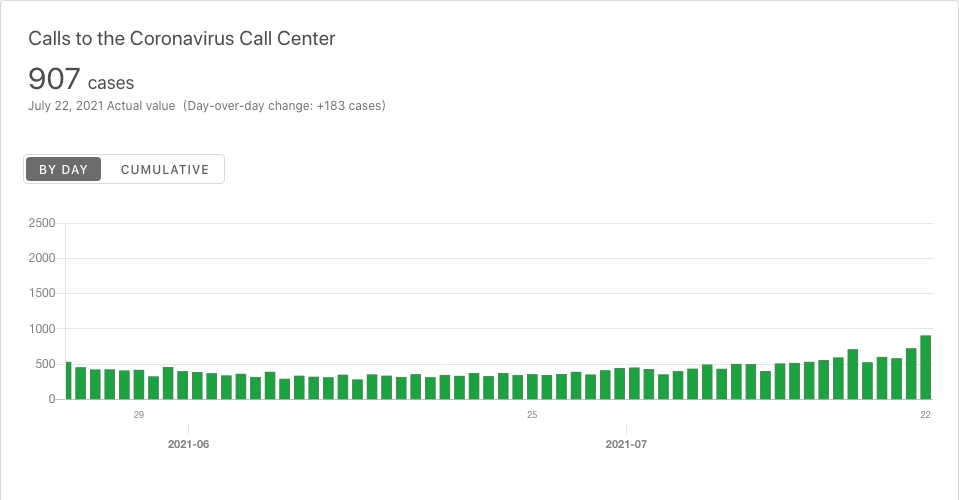 Calls to the Coronavirus Call Center
907 cases
July 22, 2021 Actual value (Day-over-day change: +183 cases)
BY DAY CUMULATIVE
2500
2000
1500
1000
500
0
29 25 22
2021-06 2021-07